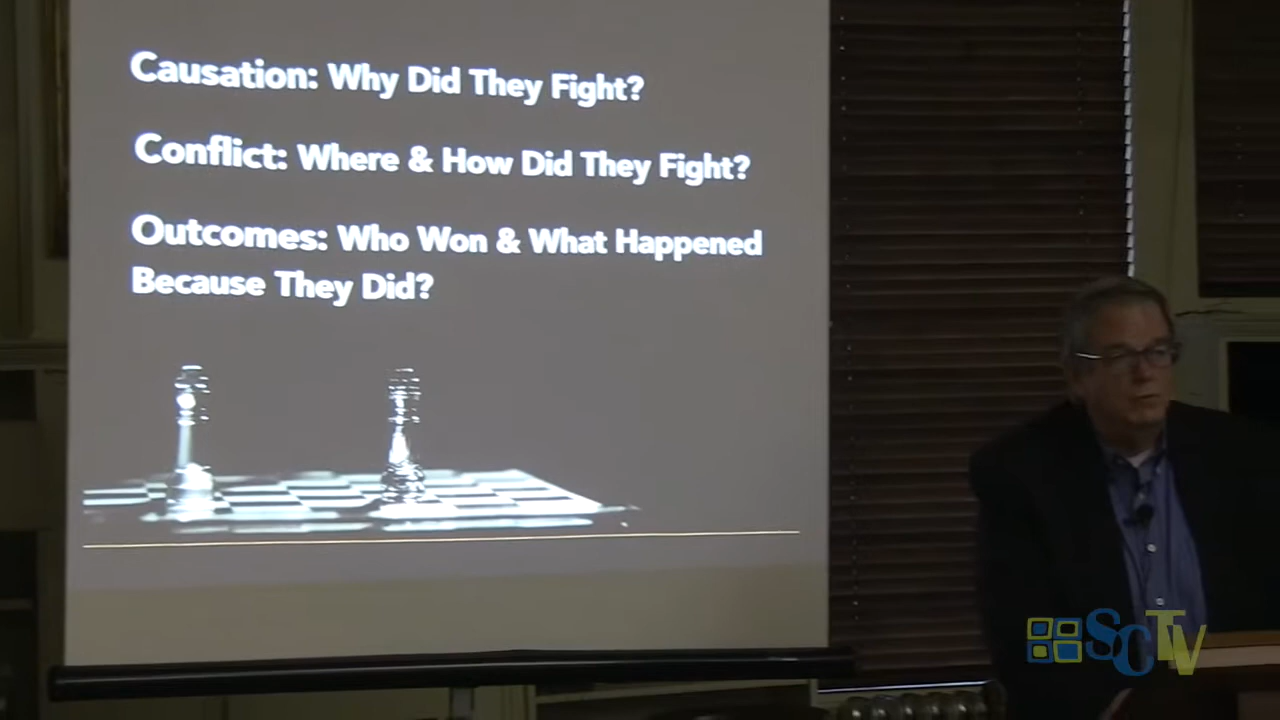 Causation: Why Did They Fight?
Conflict: Where & How Did They Fight?
Outcomes: Who Won & What Happened
Because They Did?
SCTV